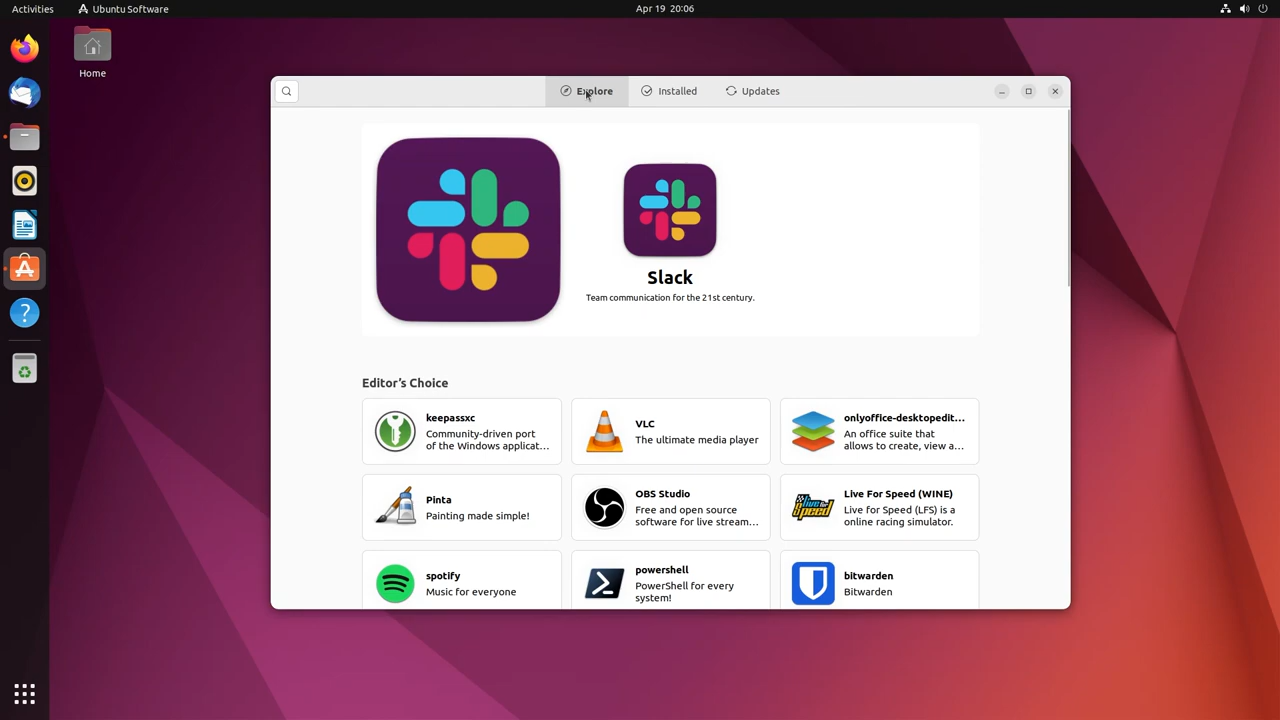 Activities
Ubuntu Software
Apr 19 20:06
Home
Explore
Installed
Updates
Slack
Team communication for the 21st century.
Editor's Choice
keepassxc
Community-driven port
of the Windows applicat…
VLC
The ultimate media player
onlyoffice-desktopedit…
An office suite that
allows to create, view a…
Pinta
Painting made simple!
OBS Studio
Free and open source
software for live stream…
Live For Speed (WINE)
Live for Speed (LFS) is a
online racing simulator.
spotify
Music for everyone
powershell
PowerShell for every
system!
bitwarden
Bitwarden